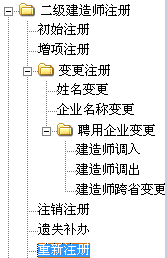 二级建造师注册
初始注册
增项注册
变更注册
姓名变更
企业名称变更
聘用企业变更
建造师调入
建造师调出
建造师跨省变更
注销注册
遗失补办
重新注册